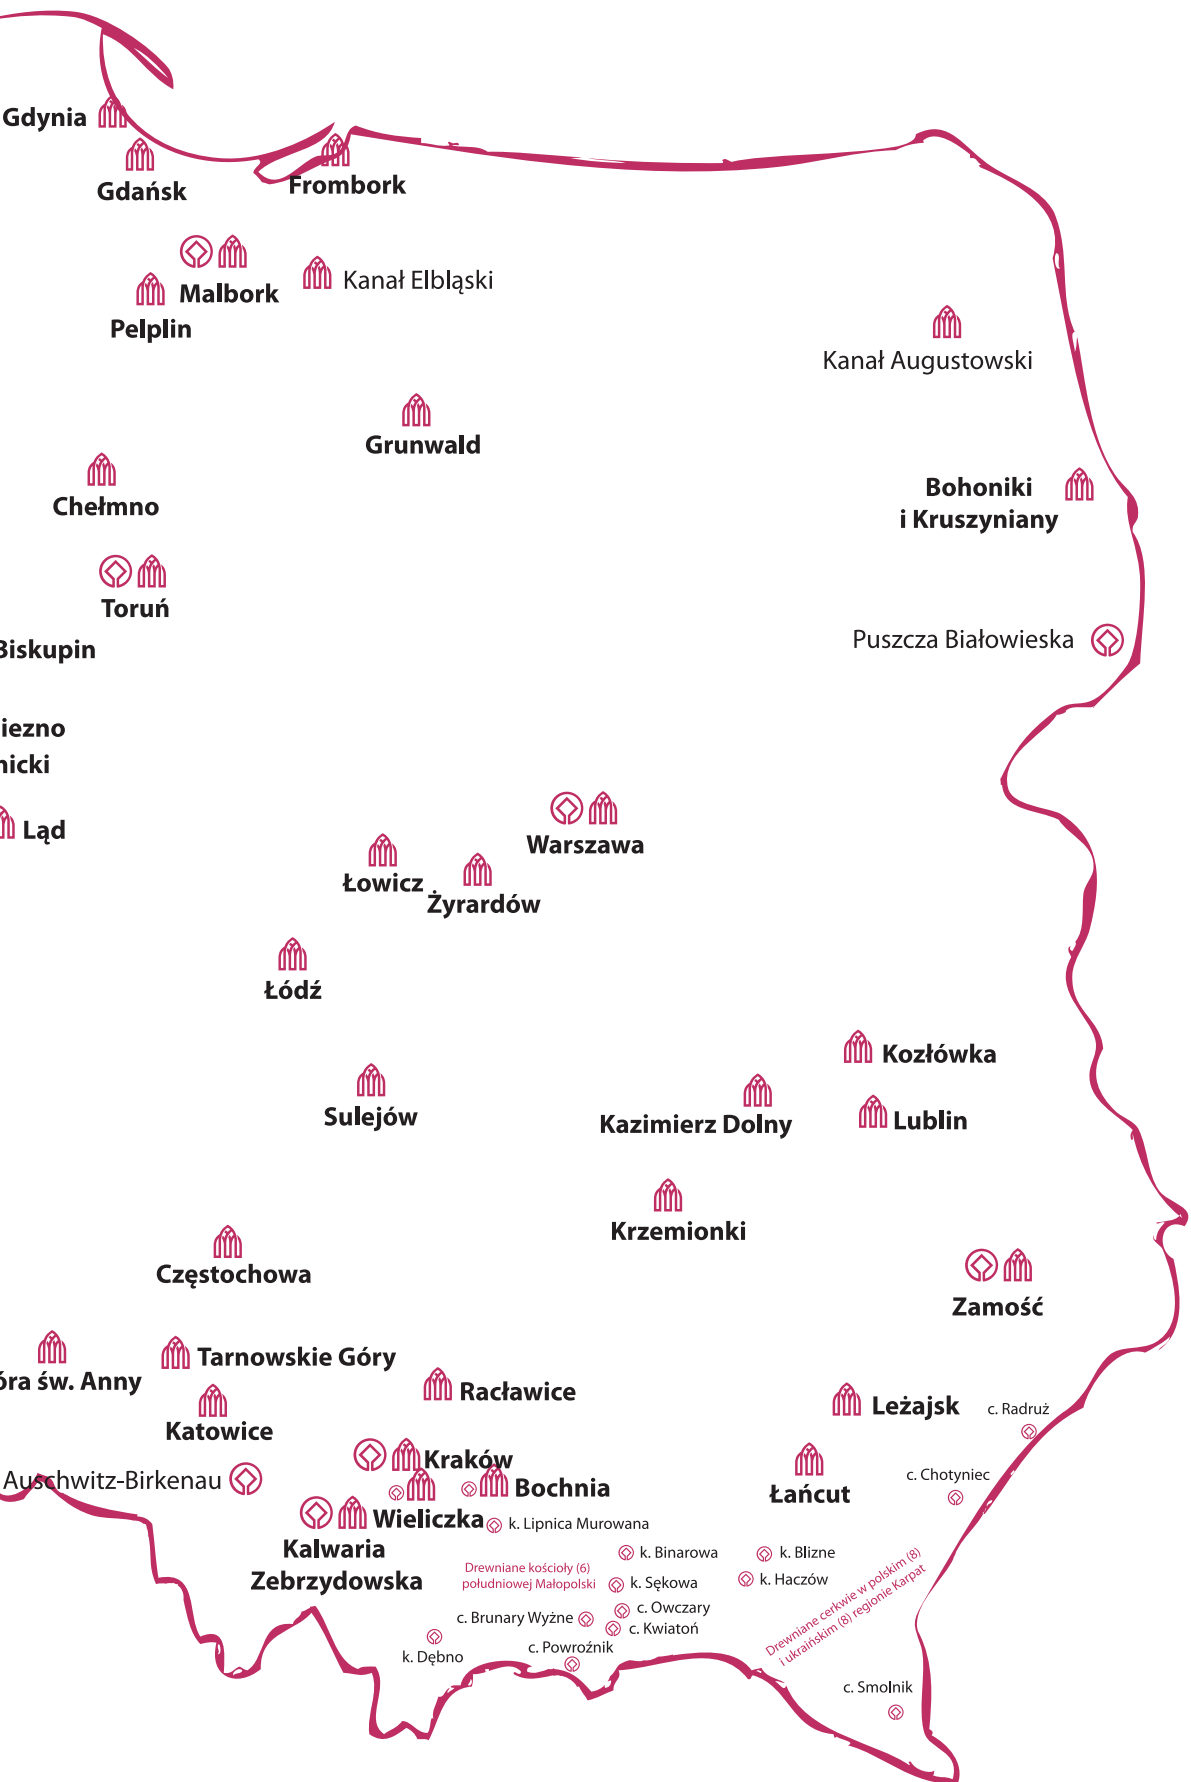 Gdynia
Gdańsk
Frombork
Malbork
Kanał Elbląski
Pelplin
Kanał Augustowski
Grunwald
Chełmno
Bohoniki
i Kruszyniany
Toruń
Biskupin
Puszcza Białowieska
iezno
nicki
Ląd
Warszawa
Łowicz
Żyrardów
Łódź
Kozłówka
Sulejów
Kazimierz Dolny
Lublin
Krzemionki
Częstochowa
Zamość
óra św. Anny
Tarnowskie Góry
Racławice
Katowice
Leżajsk
c. Radruż
Kraków
Auschwitz-Birkenau
Bochnia
Łańcut
c. Chotyniec
Wieliczka
k. Lipnica Murowana
Kalwaria
Zebrzydowska
Drewniane kościoły (6)
południowej Małopolski
k. Binarowa
k. Blizne
k. Sękowa
k. Haczów
c. Owczary
c. Brunary Wyżne
c. Kwiatoń
Drewniane cerkwie w polskim (8)
i ukraińskim (8) regionie Karpat
k. Dębno
c. Powroźnik
c. Smolnik